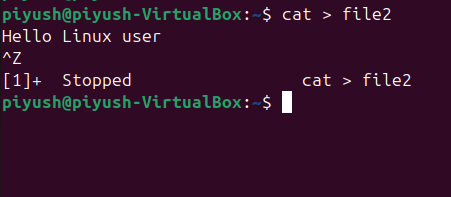 piyush@piyush-VirtualBox:~$ cat > file2
Hello Linux user
^Z
[1]+  Stopped                 cat > file2
piyush@piyush-VirtualBox:~$